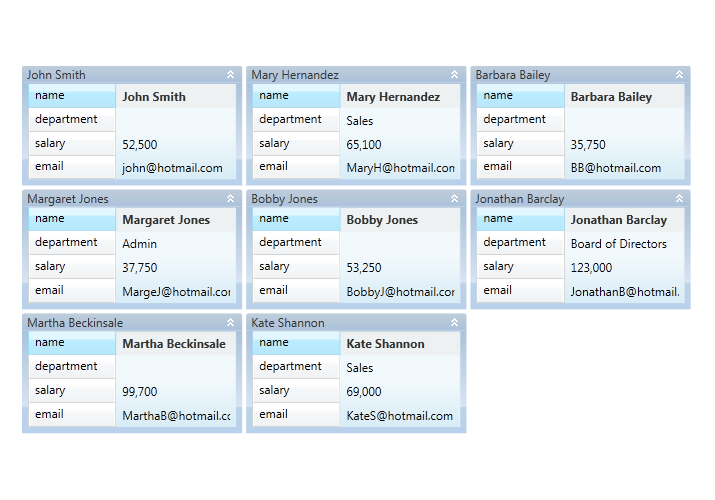 John Smith
name John Smith
department
salary 52,500
email john@hotmail.com
Mary Hernandez
name Mary Hernandez
department Sales
salary 65,100
email MaryH@hotmail.com
Barbara Bailey
name Barbara Bailey
department
salary 35,750
email BB@hotmail.com
Margaret Jones
name Margaret Jones
department Admin
salary 37,750
email MargeJ@hotmail.cor
Bobby Jones
name Bobby Jones
department
salary 53,250
email BobbyJ@hotmail.cor
Jonathan Barclay
name Jonathan Barclay
department Board of Directors
salary 123,000
email JonathanB@hotmail.
Martha Beckinsale
name Martha Beckinsale
department
salary 99,700
email MarthaB@hotmail.cc
Kate Shannon
name Kate Shannon
department Sales
salary 69,000
email KateS@hotmail.com